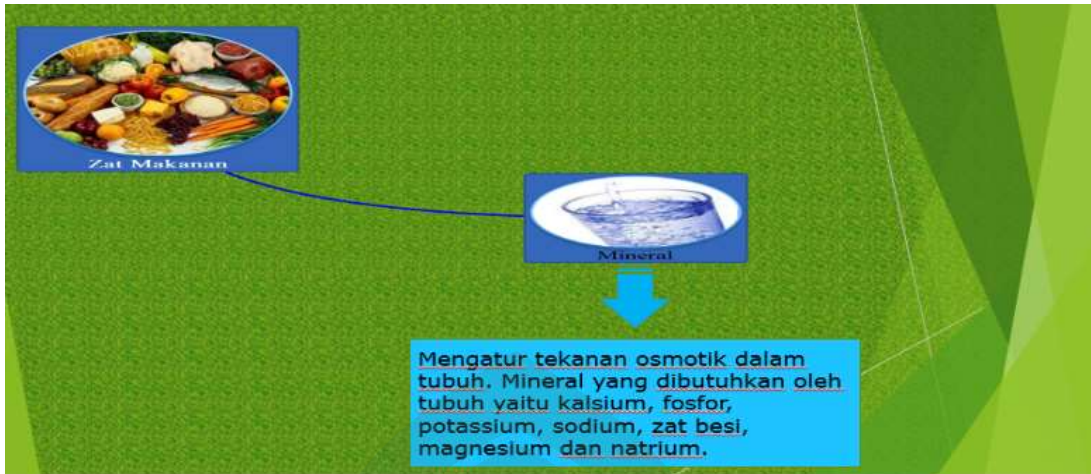 Zat Makanan
Mineral
Mengatur tekanan osmotik dalam
tubuh. Mineral yang dibutuhkan oleh
tubuh yaitu kalsium, fosfor,
potassium, sodium, zat besi,
magnesium dan natrium.